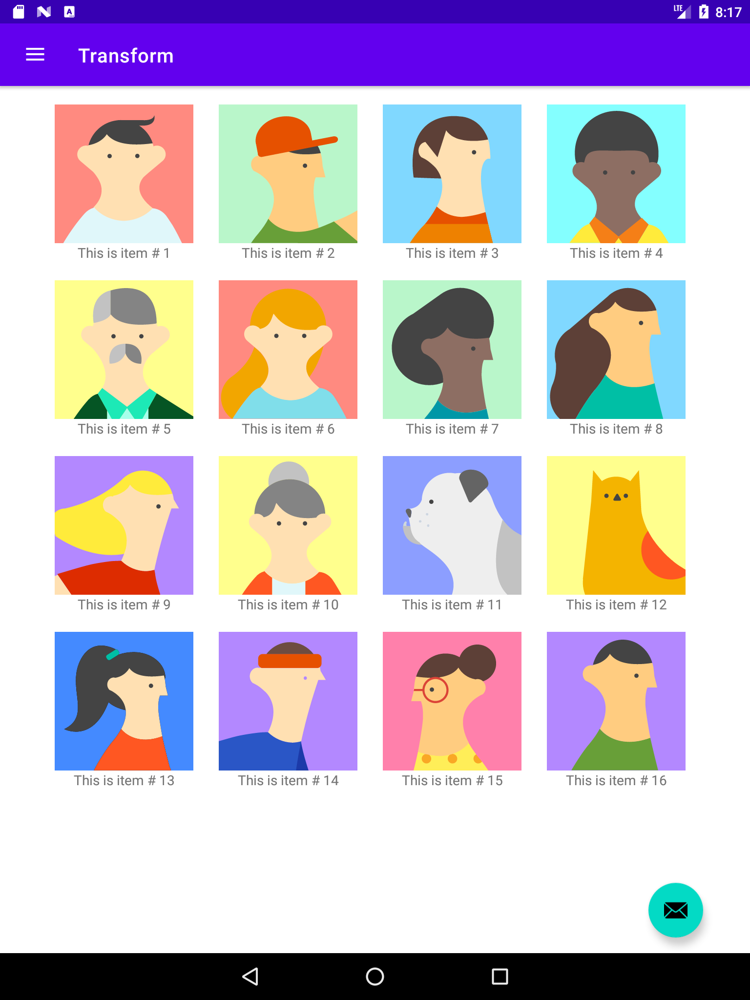 LTE 8:17
Transform
This is item # 1
This is item # 2
This is item # 3
This is item # 4
This is item # 5
This is item # 6
This is item # 7
This is item # 8
This is item # 9
This is item # 10
This is item # 11
This is item # 12
This is item # 13
This is item # 14
This is item # 15
This is item # 16